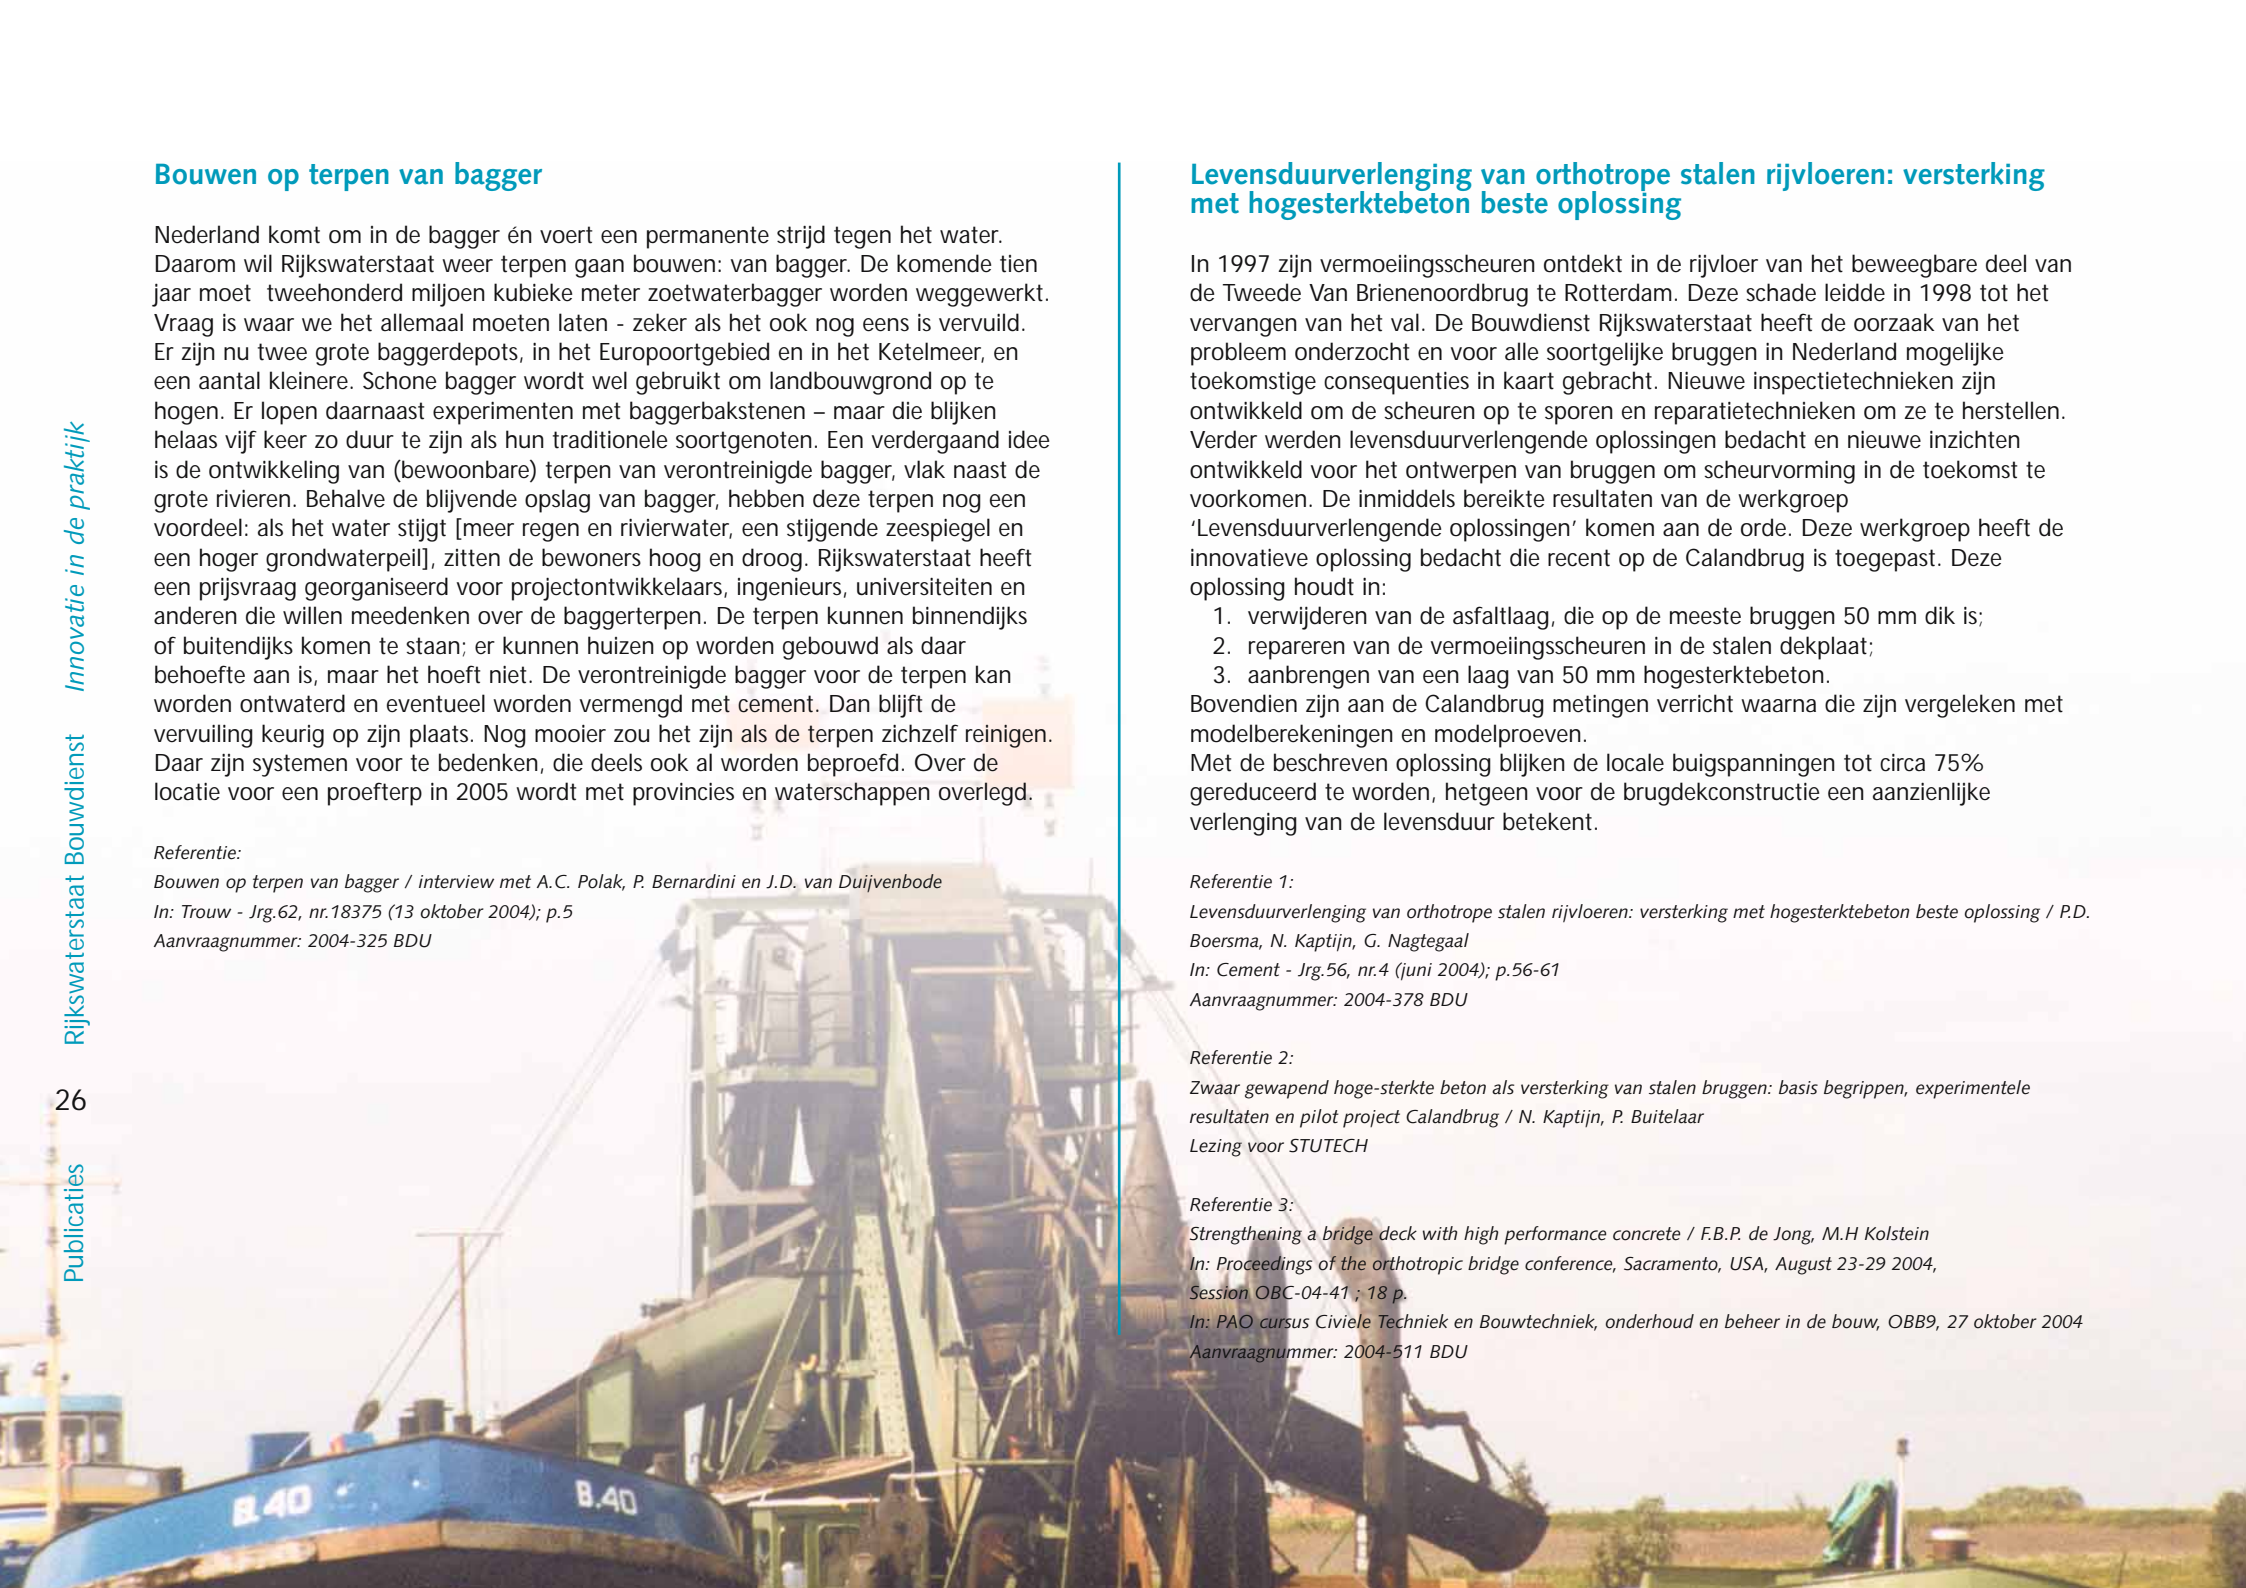 Bouwen op terpen van bagger
Nederland komt om in de bagger én voert een permanente strijd tegen het water.
Daarom wil Rijkswaterstaat weer terpen gaan bouwen: van bagger. De komende tien
jaar moet tweehonderd miljoen kubieke meter zoetwaterbagger worden weggewerkt.
Vraag is waar we het allemaal moeten laten - zeker als het ook nog eens is vervuild.
Er zijn nu twee grote baggerdepots, in het Europoortgebied en in het Ketelmeer, en
een aantal kleinere. Schone bagger wordt wel gebruikt om landbouwgrond op te
hogen. Er lopen daarnaast experimenten met baggerbakstenen – maar die blijken
helaas vijf keer zo duur te zijn als hun traditionele soortgenoten. Een verdergaand idee
is de ontwikkeling van (bewoonbare) terpen van verontreinigde bagger, vlak naast de
grote rivieren. Behalve de blijvende opslag van bagger, hebben deze terpen nog een
voordeel: als het water stijgt [meer regen en rivierwater, een stijgende zeespiegel en
een hoger grondwaterpeil], zitten de bewoners hoog en droog. Rijkswaterstaat heeft
een prijsvraag georganiseerd voor projectontwikkelaars, ingenieurs, universiteiten en
anderen die willen meedenken over de baggerterpen. De terpen kunnen binnendijks
of buitendijks komen te staan; er kunnen huizen op worden gebouwd als daar
behoefte aan is, maar het hoeft niet. De verontreinigde bagger voor de terpen kan
worden ontwaterd en eventueel worden vermengd met cement. Dan blijft de
vervuiling keurig op zijn plaats. Nog mooier zou het zijn als de terpen zichzelf reinigen.
Daar zijn systemen voor te bedenken, die deels ook al worden beproefd. Over de
locatie voor een proefterp in 2005 wordt met provincies en waterschappen overlegd.
Referentie:
Bouwen op terpen van bagger / interview met A.C. Polak, P. Bernardini en J.D. van Duijvenbode
In: Trouw - Jrg.62, nr.18375 (13 oktober 2004); p.5
Aanvraagnummer: 2004-325 BDU
Levensduurverlenging van orthotrope stalen rijvloeren: versterking
met hogesterktebeton beste oplossing
In 1997 zijn vermoeiingsscheuren ontdekt in de rijvloer van het beweegbare deel van
de Tweede Van Brienenoordbrug te Rotterdam. Deze schade leidde in 1998 tot het
vervangen van het val. De Bouwdienst Rijkswaterstaat heeft de oorzaak van het
probleem onderzocht en voor alle soortgelijke bruggen in Nederland mogelijke
toekomstige consequenties in kaart gebracht. Nieuwe inspectietechnieken zijn
ontwikkeld om de scheuren op te sporen en reparatietechnieken om ze te herstellen.
Verder werden levensduurverlengende oplossingen bedacht en nieuwe inzichten
ontwikkeld voor het ontwerpen van bruggen om scheurvorming in de toekomst te
voorkomen. De inmiddels bereikte resultaten van de werkgroep
‘Levensduurverlengende oplossingen’ komen aan de orde. Deze werkgroep heeft de
innovatieve oplossing bedacht die recent op de Calandbrug is toegepast. Deze
oplossing houdt in:
1. verwijderen van de asfaltlaag, die op de meeste bruggen 50 mm dik is;
2. repareren van de vermoeiingsscheuren in de stalen dekplaat;
3. aanbrengen van een laag van 50 mm hogesterktebeton.
Bovendien zijn aan de Calandbrug metingen verricht waarna die zijn vergeleken met
modelberekeningen en modelproeven.
Met de beschreven oplossing blijken de locale buigspanningen tot circa 75%
gereduceerd te worden, hetgeen voor de brugdekconstructie een aanzienlijke
verlenging van de levensduur betekent.
Referentie 1:
Levensduurverlenging van orthotrope stalen rijvloeren: versterking met hogesterktebeton beste oplossing / P.D.
Boersma, N. Kaptijn, G. Nagtegaal
In: Cement - Jrg.56, nr.4 (juni 2004); p.56-61
Aanvraagnummer: 2004-378 BDU
Referentie 2:
Zwaar gewapend hoge-sterkte beton als versterking van stalen bruggen: basis begrippen, experimentele
resultaten en pilot project Calandbrug / N. Kaptijn, P. Buitelaar
Lezing voor STUTECH
Referentie 3:
Strengthening a bridge deck with high performance concrete / F.B.P. de Jong, M.H Kolstein
In: Proceedings of the orthotropic bridge conference, Sacramento, USA, August 23-29 2004,
Session OBC-04-41 ; 18 p.
In: PAO cursus Civiele Techniek en Bouwtechniek, onderhoud en beheer in de bouw, OBB9, 27 oktober 2004
Aanvraagnummer: 2004-511 BDU
Publicaties
26
Rijkswaterstaat Bouwdienst Innovatie in de praktijk
B.40
B.40